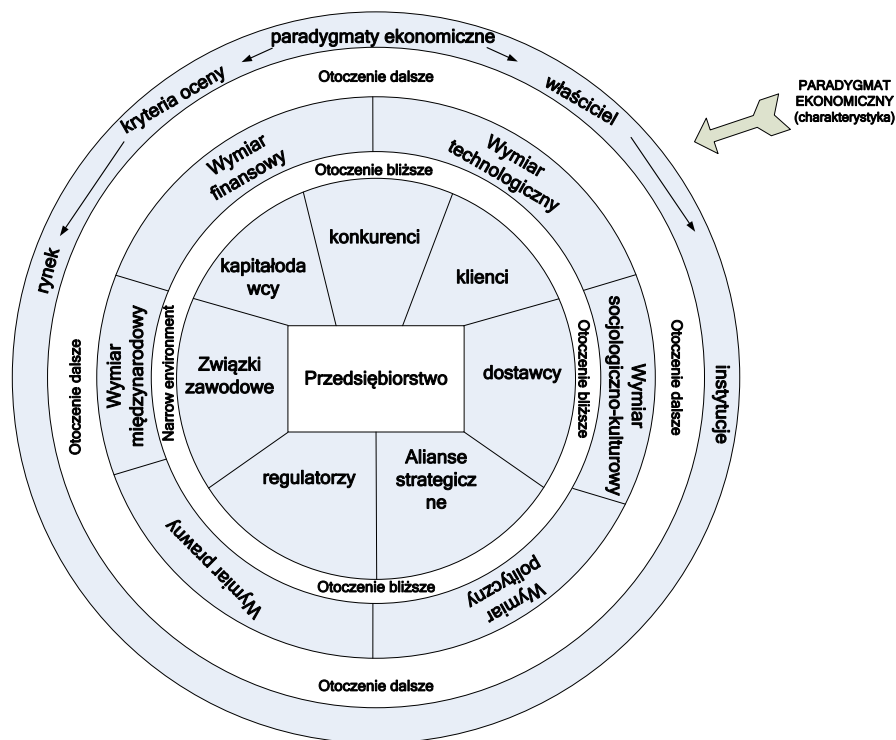 paradygmaty ekonomiczne
kryteria oceny
właściciel
rynek
instytucje
PARADYGMAT
EKONOMICZNY
(charakterystyka)
Otoczenie dalsze
Otoczenie dalsze
Otoczenie dalsze
Otoczenie dalsze
Wymiar
finansowy
Wymiar
technologiczny
Wymiar
międzynarodowy
Wymiar
socjologiczno-kulturowy
Wymiar prawny
Wymiar
polityczny
Otoczenie bliższe
Narrow environment
Otoczenie bliższe
Otoczenie bliższe
konkurenci
kapitałoda
wcy
klienci
Związki
zawodowe
Przedsiębiorstwo
dostawcy
regulatorzy
Alianse
strategicz
ne